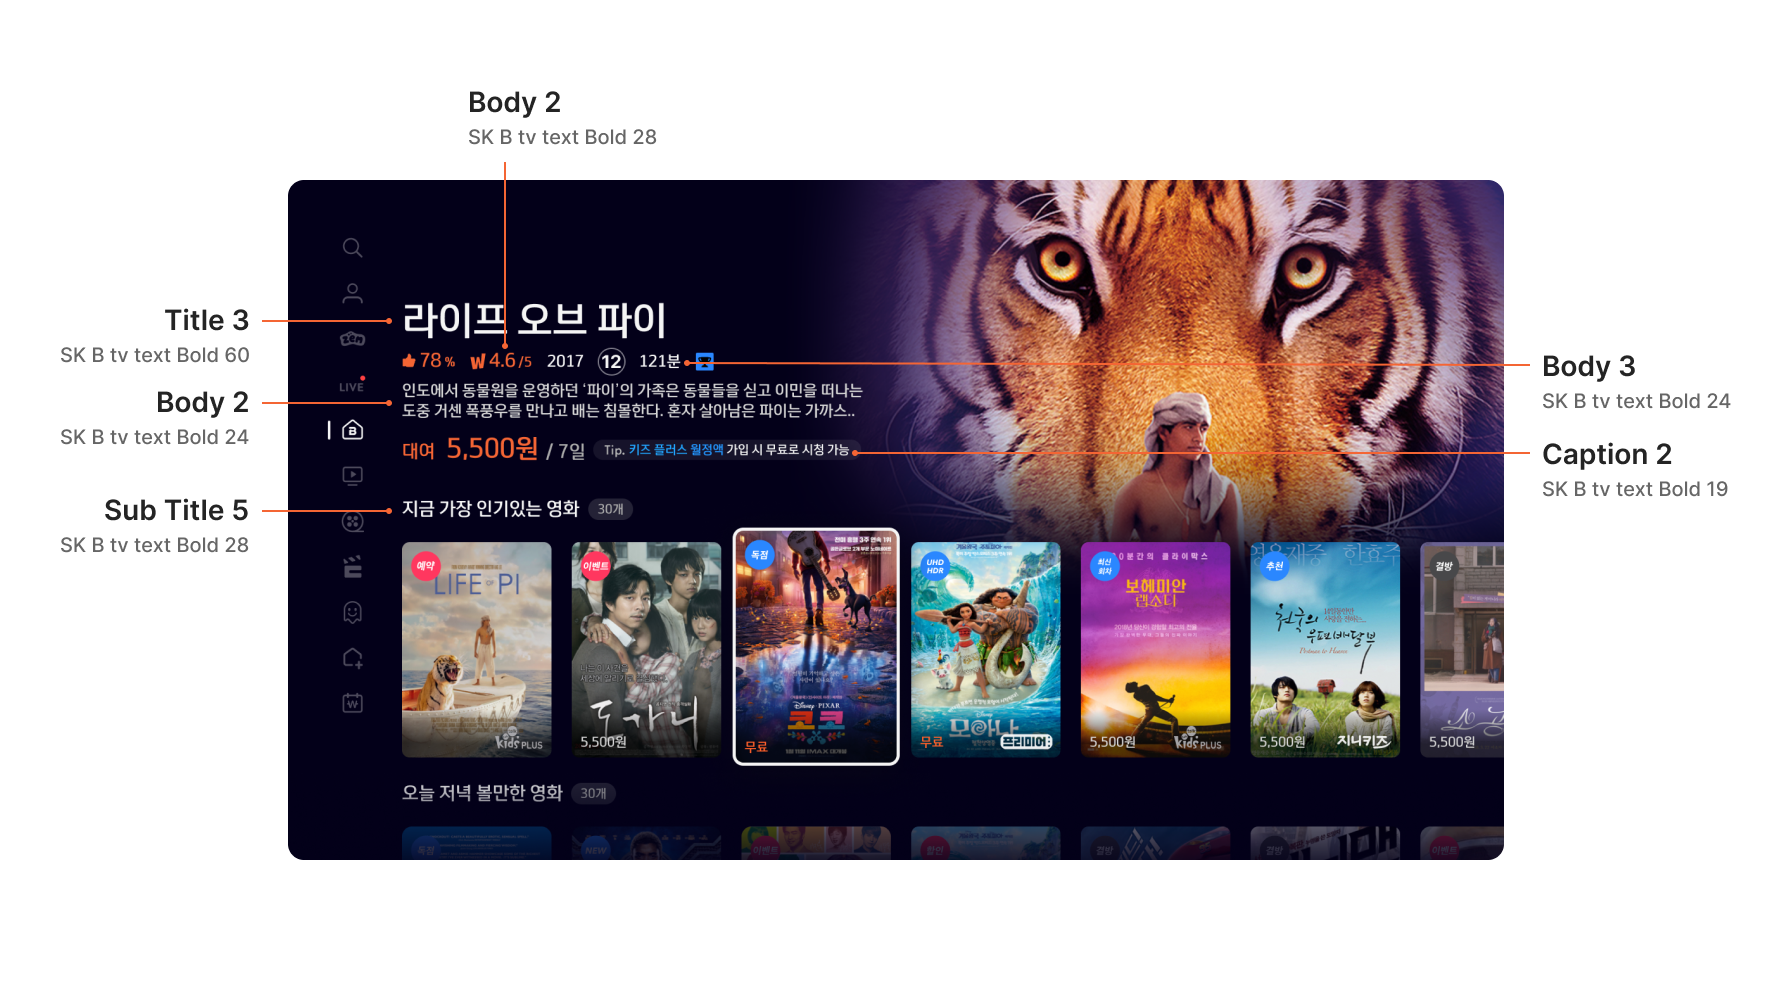 Body 2
SK B tv text Bold 28
Title 3
SK B tv text Bold 60
Body 2
SK B tv text Bold 24
Sub Title 5
SK B tv text Bold 28
Body 3
SK B tv text Bold 24
Caption 2
SK B tv text Bold 19
LIVE
B
라이프 오브 파이
78 % 4.6 /5 2017 12 121분
인도에서 동물원을 운영하던 ‘파이’의 가족은 동물들을 싣고 이민을 떠나는
도중 거센 폭풍우를 만나고 배는 침몰한다. 혼자 살아남은 파이는 가까스..
대여 5,500원 / 7일 Tip. 키즈 플러스 월정액 가입 시 무료로 시청 가능
지금 가장 인기있는 영화 30개
예약
LIFE OF PI
kids PLUS
이벤트
도가니
5,500원
독점
Disney PIXAR
코코
무료
UHD
HDR
모아나
무료
프리미어
최신
회차
보헤미안
랩소디
5,500원
kids PLUS
추천
천국의
우편배달부
Postman to Heaven
5,500원 지니키즈
결방
5,500원
오늘 저녁 볼만한 영화 30개
독점
NEW
이벤트
할인
결방
결방
이벤트